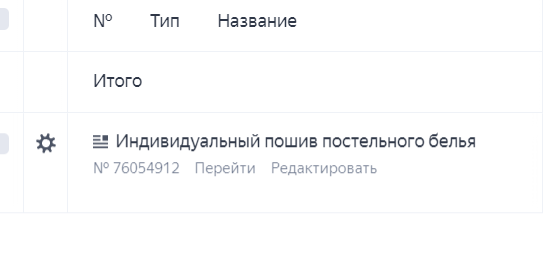 № Тип Название
Итого
Индивидуальный пошив постельного белья
№ 76054912 Перейти Редактировать